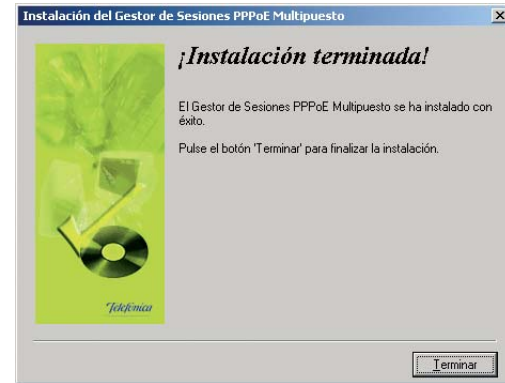 Instalación del Gestor de Sesiones PPPoE Multipuesto
¡Instalación terminada!
El Gestor de Sesiones PPPoE Multipuesto se ha instalado con
éxito.
Pulse el botón 'Terminar' para finalizar la instalación.
Telefónica
Terminar